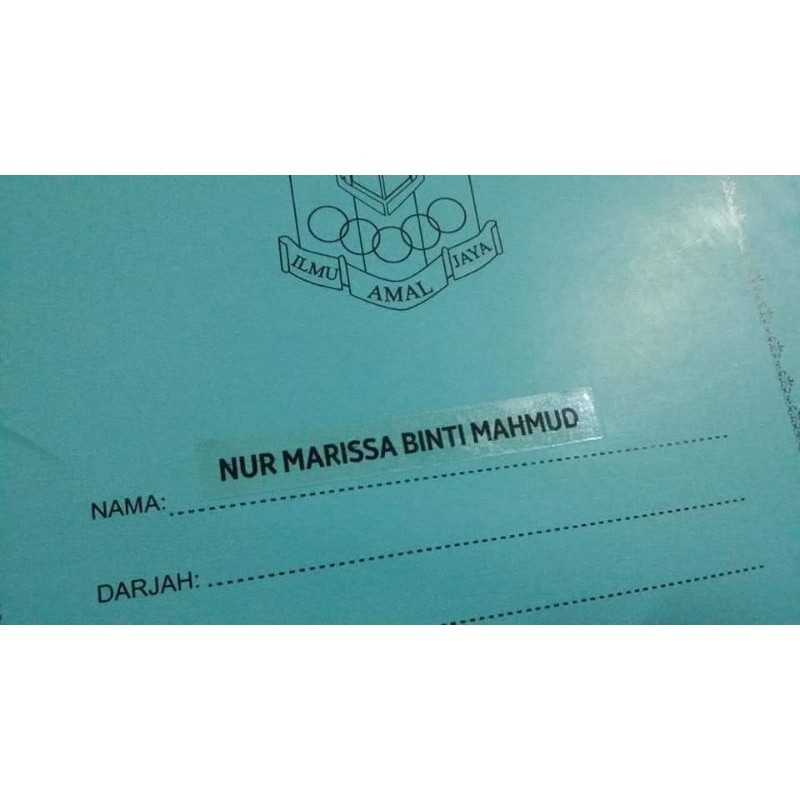 ILMU AMAL JAYA
NUR MARISSA BINTI MAHMUD
NAMA:
DARJAH: